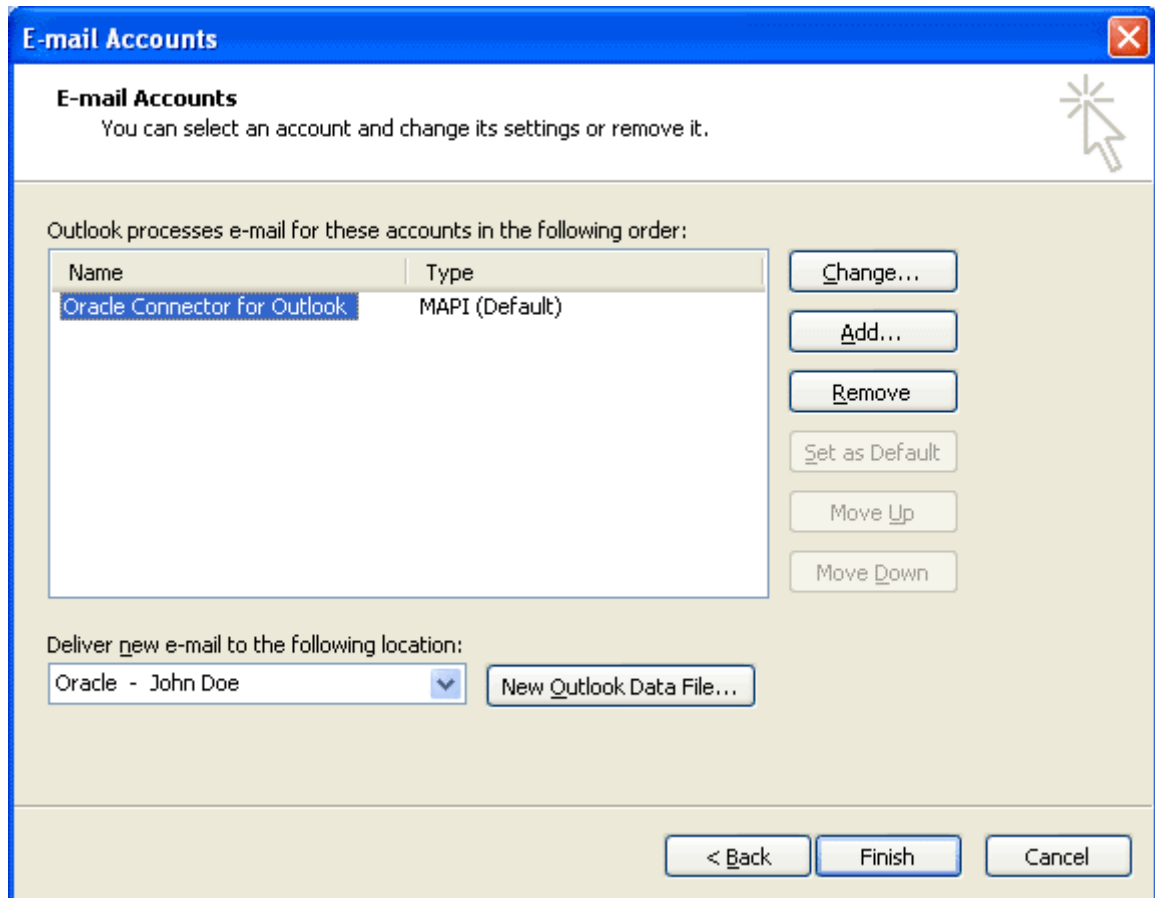 E-mail Accounts
E-mail Accounts
You can select an account and change its settings or remove it.
Outlook processes e-mail for these accounts in the following order:
Name Type
Oracle Connector for Outlook MAPI (Default)
Change...
Add...
Remove
Set as Default
Move Up
Move Down
Deliver new e-mail to the following location:
Oracle - John Doe New Outlook Data File...
< Back Finish Cancel